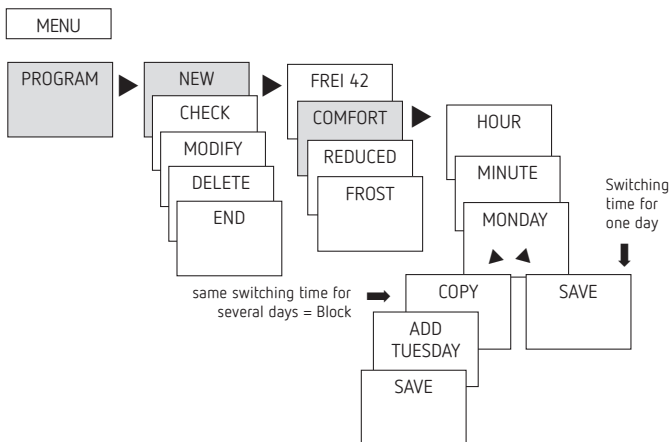 MENU
PROGRAM
NEW
CHECK
MODIFY
DELETE
END
FREI 42
COMFORT
REDUCED
FROST
HOUR
MINUTE
MONDAY
Switching
time for
one day
same switching time for
several days = Block
COPY
ADD
TUESDAY
SAVE
SAVE